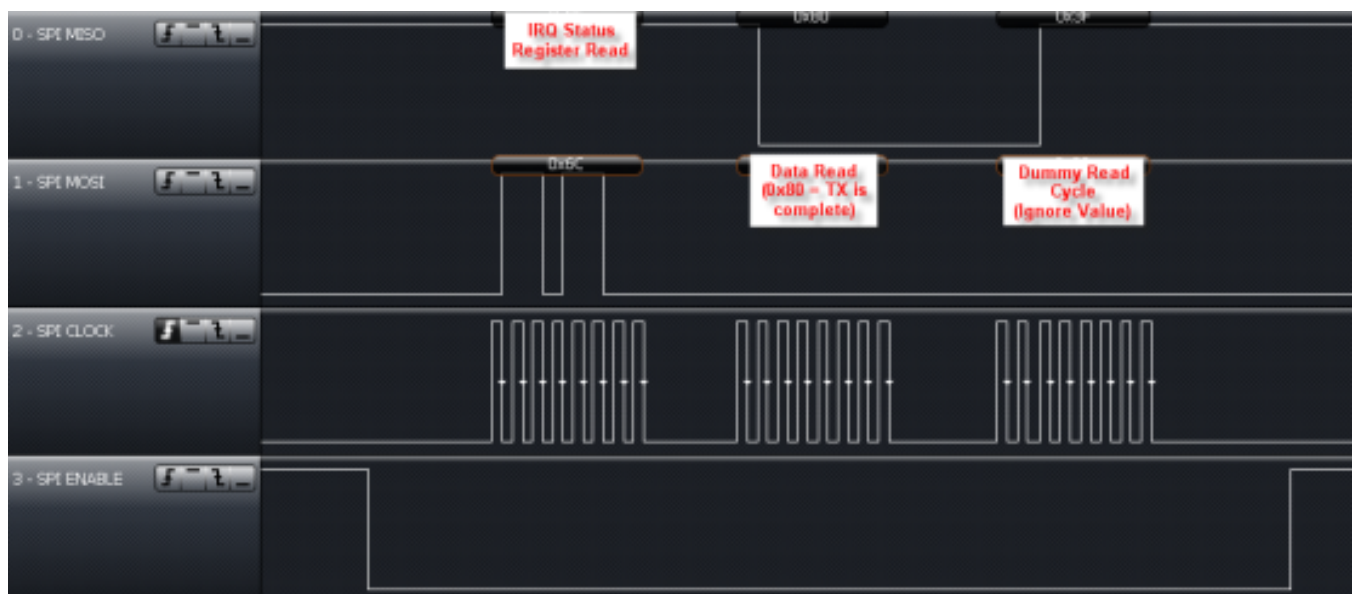 0 - SPI MISO
IRQ Status
Register Read
0x80
1 - SPI MOSI
0x6C
Data Read
(0x80 = TX is
complete)
Dummy Read
Cycle
(Ignore Value)
2 - SPI CLOCK
3 - SPI ENABLE